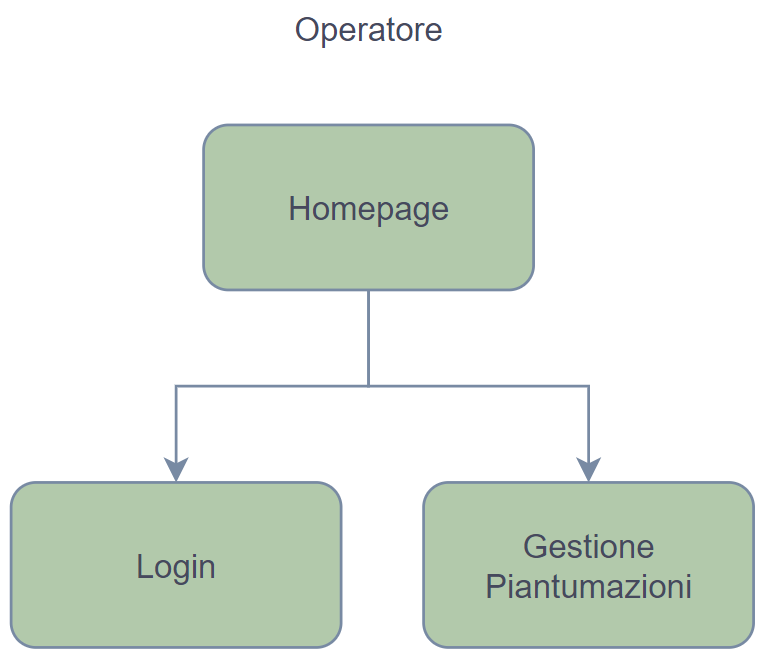 Operatore
Homepage
Login
Gestione
Piantumazioni